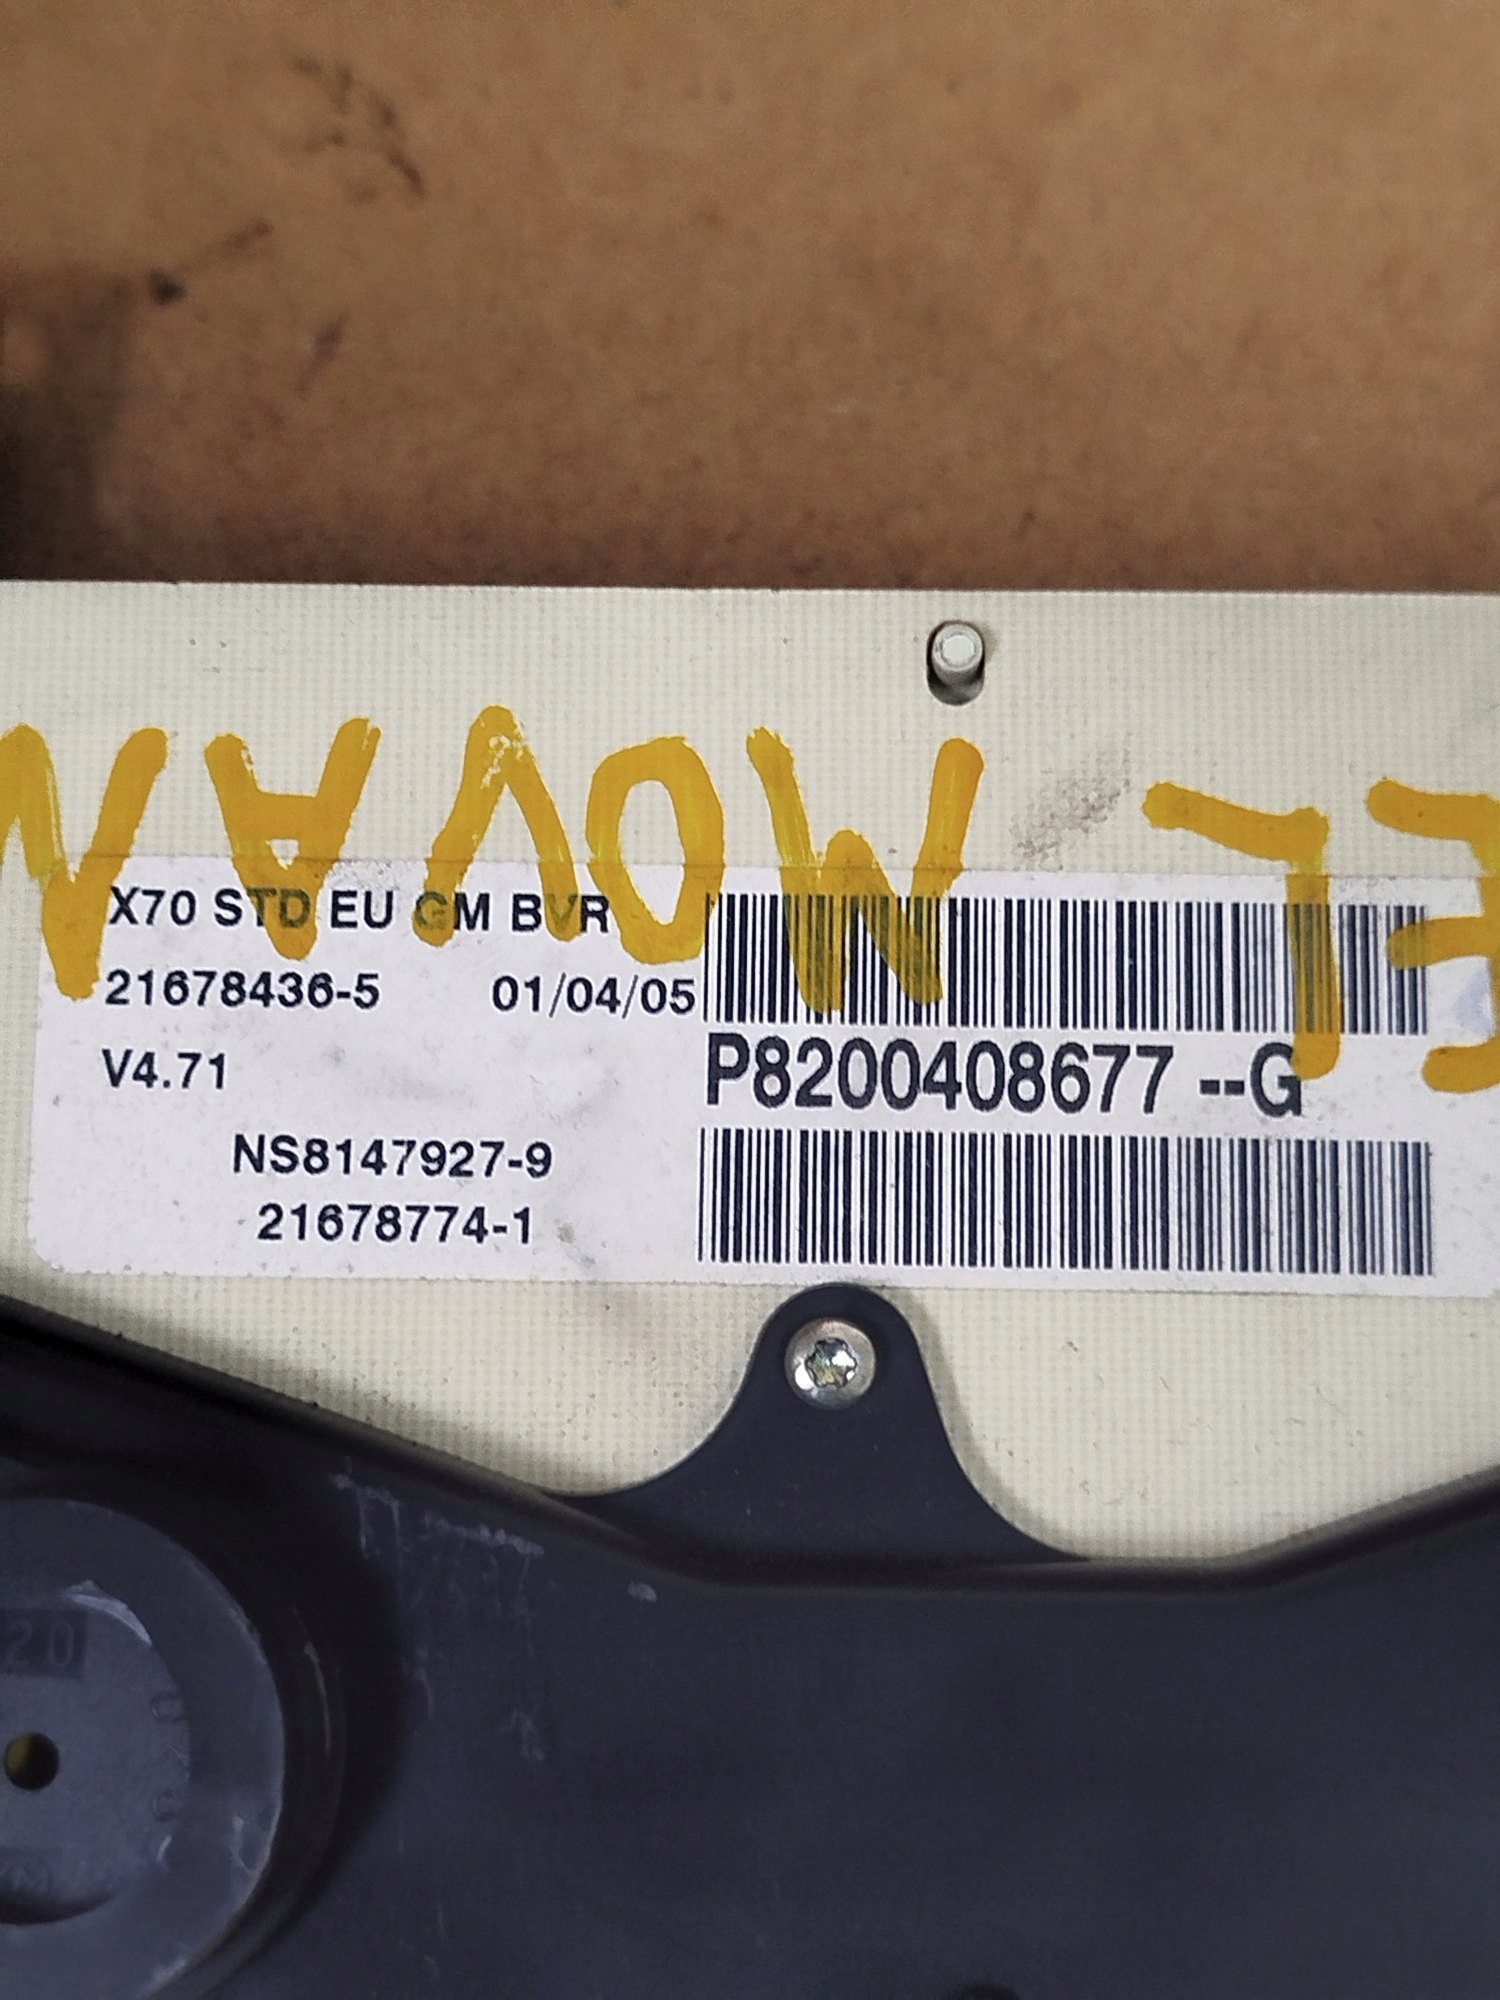 X70 STD EU GM BVR
21678436-5 01/04/05
V4.71
P8200408677 --G
NS8147927-9
21678774-1
EL MOVAN
20